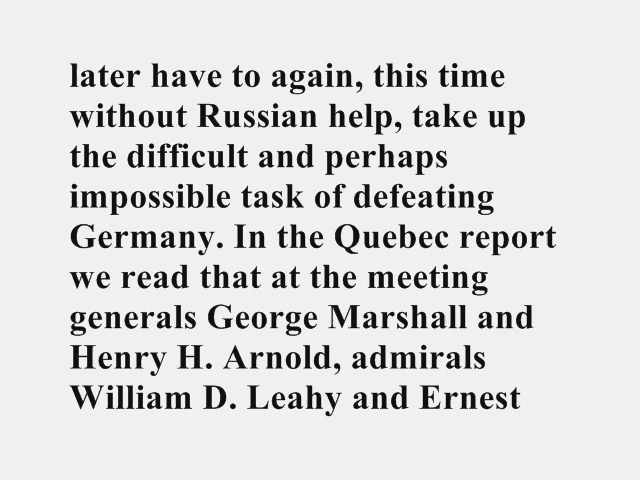 later have to again, this time
without Russian help, take up
the difficult and perhaps
impossible task of defeating
Germany. In the Quebec report
we read that at the meeting
generals George Marshall and
Henry H. Arnold, admirals
William D. Leahy and Ernest